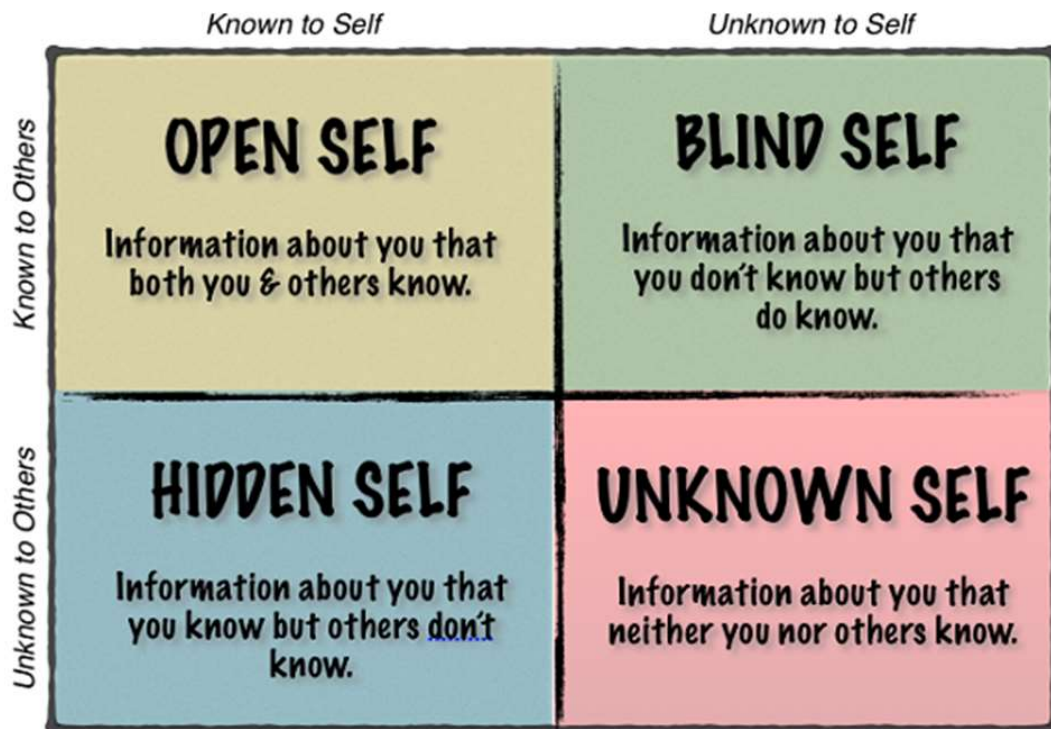 Known to Self
Unknown to Self
Known to Others
OPEN SELF
Information about you that
both you & others know.
BLIND SELF
Information about you that
you don't know but others
do know.
Unknown to Others
HIDDEN SELF
Information about you that
you know but others don't
know.
UNKNOWN SELF
Information about you that
neither you nor others know.